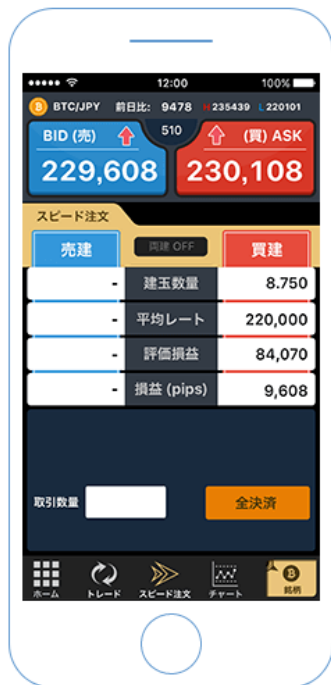 12:00 100%
BTC/JPY 前日比: 9478 H235439 L220101
BID (売) 510 (買) ASK
229,608 230,108
スピード注文
売建 両建 OFF 買建
- 建玉数量 8.750
- 平均レート 220,000
- 評価損益 84,070
- 損益 (pips) 9,608
取引数量 全決済
ホーム トレード スピード注文 チャート 銘柄